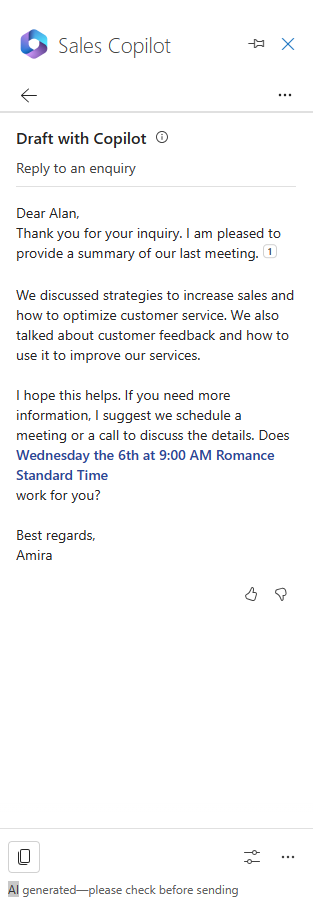 Sales Copilot
Draft with Copilot
Reply to an enquiry
Dear Alan,
Thank you for your inquiry. I am pleased to
provide a summary of our last meeting. 1
We discussed strategies to increase sales and
how to optimize customer service. We also
talked about customer feedback and how to
use it to improve our services.
I hope this helps. If you need more
information, I suggest we schedule a
meeting or a call to discuss the details. Does
Wednesday the 6th at 9:00 AM Romance
Standard Time
work for you?
Best regards,
Amira
AI generated—please check before sending